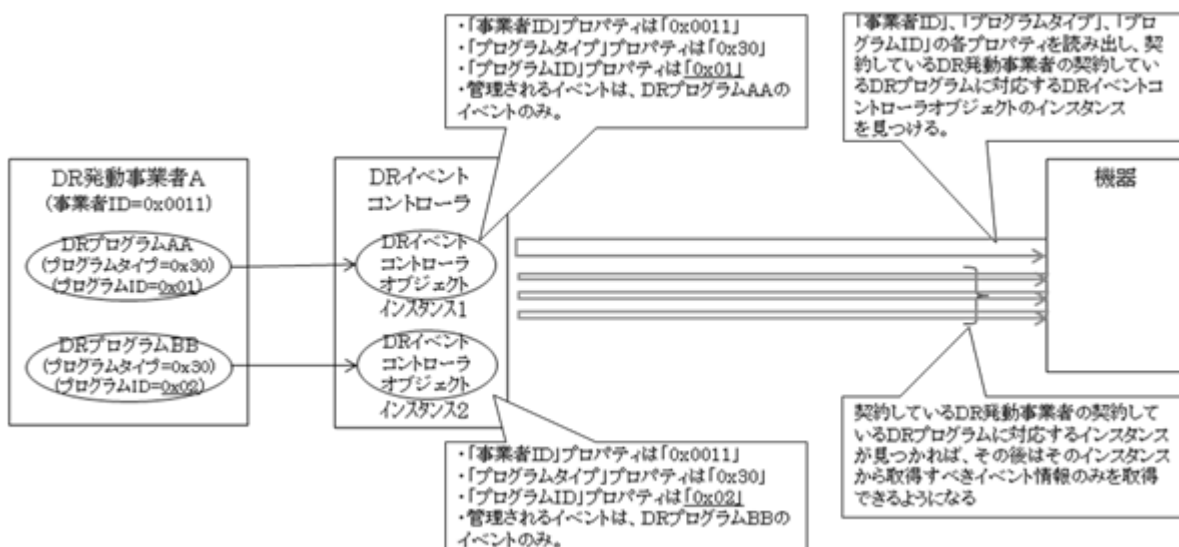 ・「事業者ID」プロパティは「0x0011」
・「プログラムタイプ」プロパティは「0x30」
・「プログラムID」プロパティは「0x01」
・管理されるイベントは、DRプログラムAAの
イベントのみ。
「事業者ID」、「プログラムタイプ」、「プロ
グラムID」の各プロパティを読み出し、契
約しているDR発動事業者の契約してい
るDRプログラムに対応するDRイベントコ
ントローラオブジェクトのインスタンス
を見つける。
DR発動事業者A
(事業者ID=0x0011)
DRプログラムAA
(プログラムタイプ=0x30)
(プログラムID=0x01)
DRプログラムBB
(プログラムタイプ=0x30)
(プログラムID=0x02)
DRイベント
コントローラ
DRイベント
コントローラ
オブジェクト
インスタンス1
DRイベント
コントローラ
オブジェクト
インスタンス2
機器
・「事業者ID」プロパティは「0x0011」
・「プログラムタイプ」プロパティは「0x30」
・「プログラムID」プロパティは「0x02」
・管理されるイベントは、DRプログラムBBの
イベントのみ。
契約しているDR発動事業者の契約して
いるDRプログラムに対応するインスタンス
が見つかれば、その後はそのインスタンス
から取得すべきイベント情報のみを取得
できるようになる